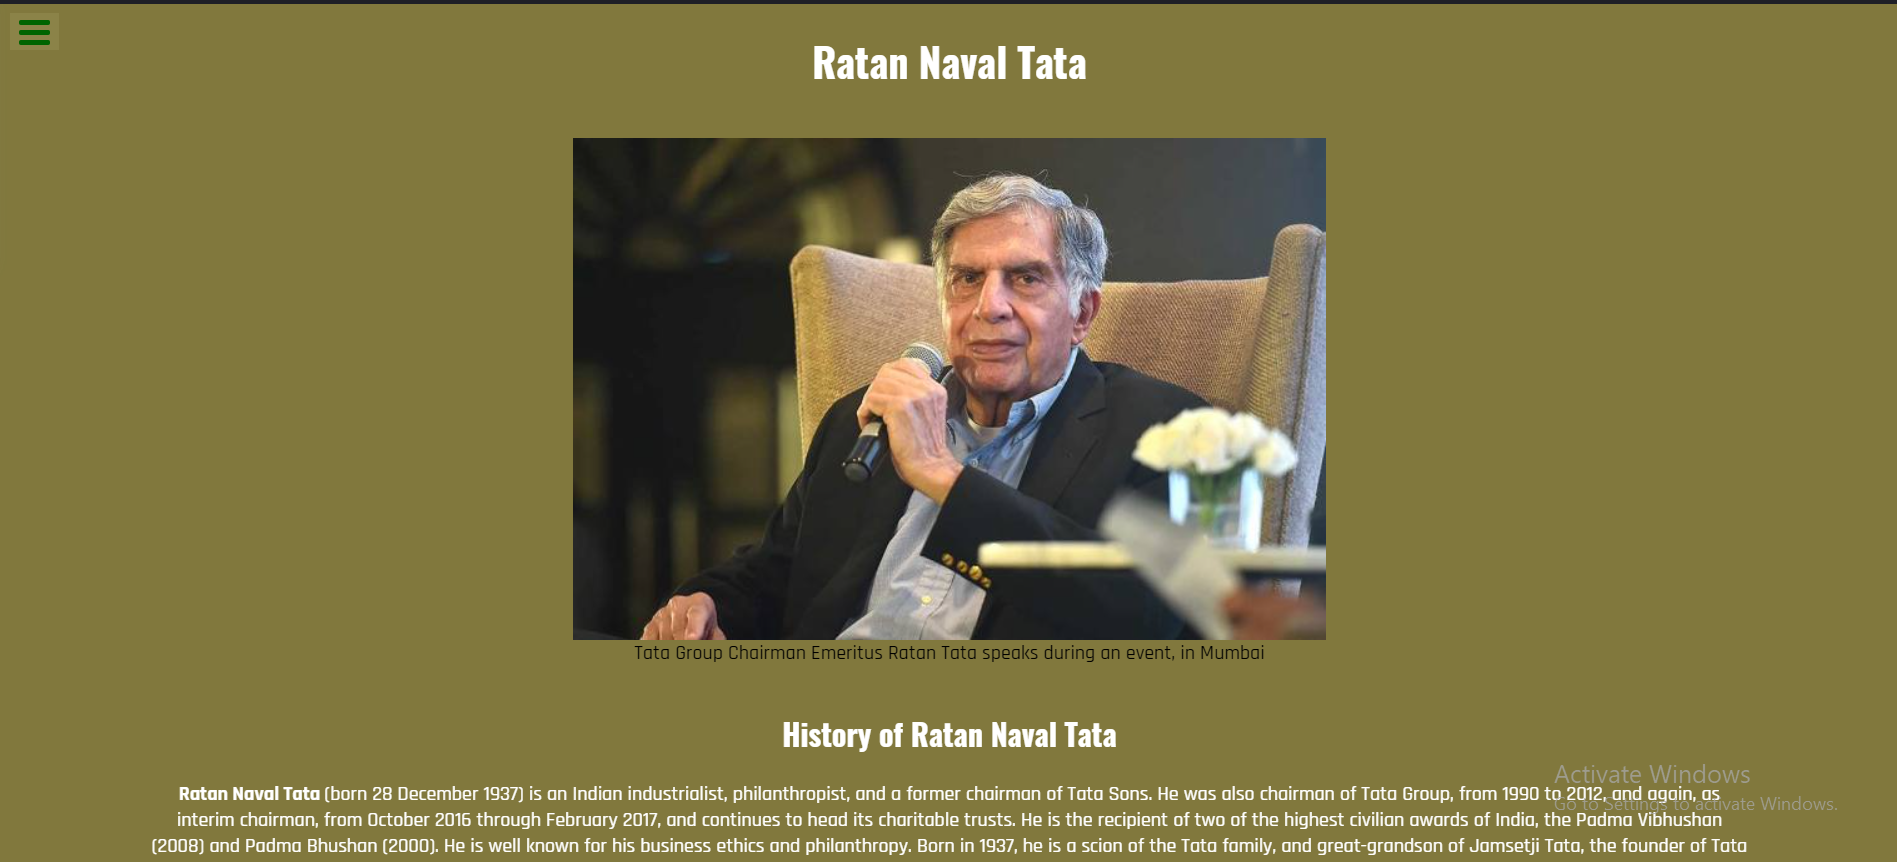 Ratan Naval Tata
Tata Group Chairman Emeritus Ratan Tata speaks during an event, in Mumbai
History of Ratan Naval Tata
Ratan Naval Tata (born 28 December 1937) is an Indian industrialist, philanthropist, and a former chairman of Tata Sons. He was also chairman of Tata Group, from 1990 to 2012, and again, as
interim chairman, from October 2016 through February 2017, and continues to head its charitable trusts. He is the recipient of two of the highest civilian awards of India, the Padma Vibhushan
(2008) and Padma Bhushan (2000). He is well known for his business ethics and philanthropy. Born in 1937, he is a scion of the Tata family, and great-grandson of Jamsetji Tata, the founder of Tata
Activate Windows
Go to Settings to activate Windows.